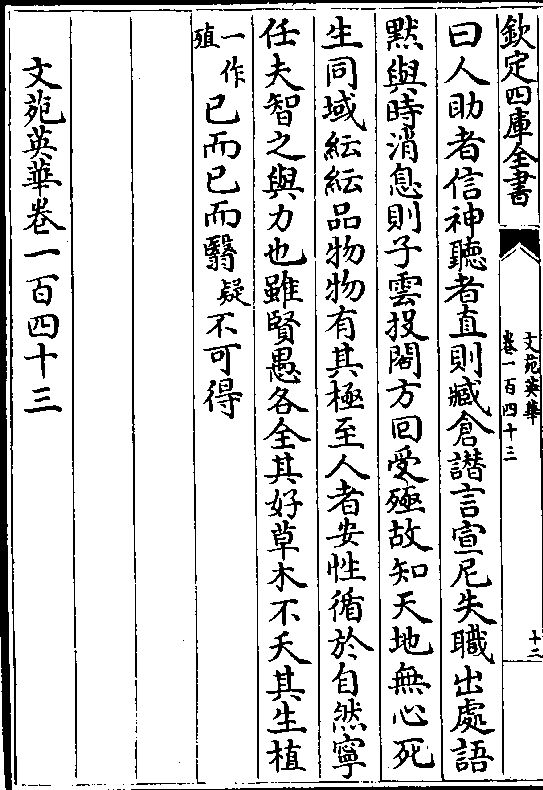 欽定四庫全書
文苑英華
卷一百四十三
十二
曰人助者信神聽者直則臧倉譖言宣尼失職出處語
黙與時消息則子雲投閣方回受殛故知天地無心死
生同域紜紜品物物有其極至人者安性循於自然寧
任夫智之與力也雖賢愚各全其好草木不夭其生植
一作
殖
已而已而翳疑不可得
文苑英華卷一百四十三